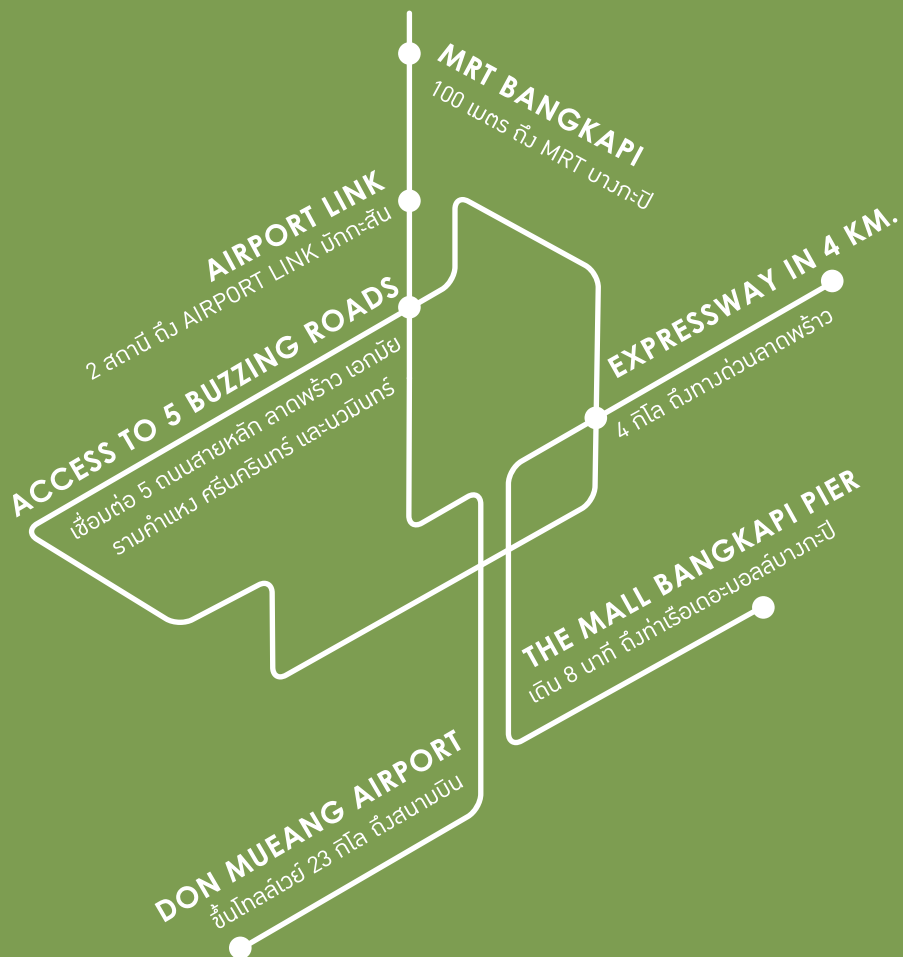 MRT BANGKAPI
100 เมตร ถึง MRT บางกะปิ
AIRPORT LINK
2 สถานี ถึง AIRPORT LINK มักกะสัน
ACCESS TO 5 BUZZING ROADS
เชื่อมต่อ 5 ถนนสายหลัก ลาดพร้าว เอกมัย
รามคำแหง ศรีนครินทร์ และนวมินทร์
EXPRESSWAY IN 4 KM.
4 กิโล ถึงทางด่วนลาดพร้าว
THE MALL BANGKAPI PIER
เดิน 8 นาที ถึงท่าเรือเดอะมอลล์บางกะปิ
DON MUEANG AIRPORT
ขึ้นโทลล์เวย์ 23 กิโล ถึงสนามบิน